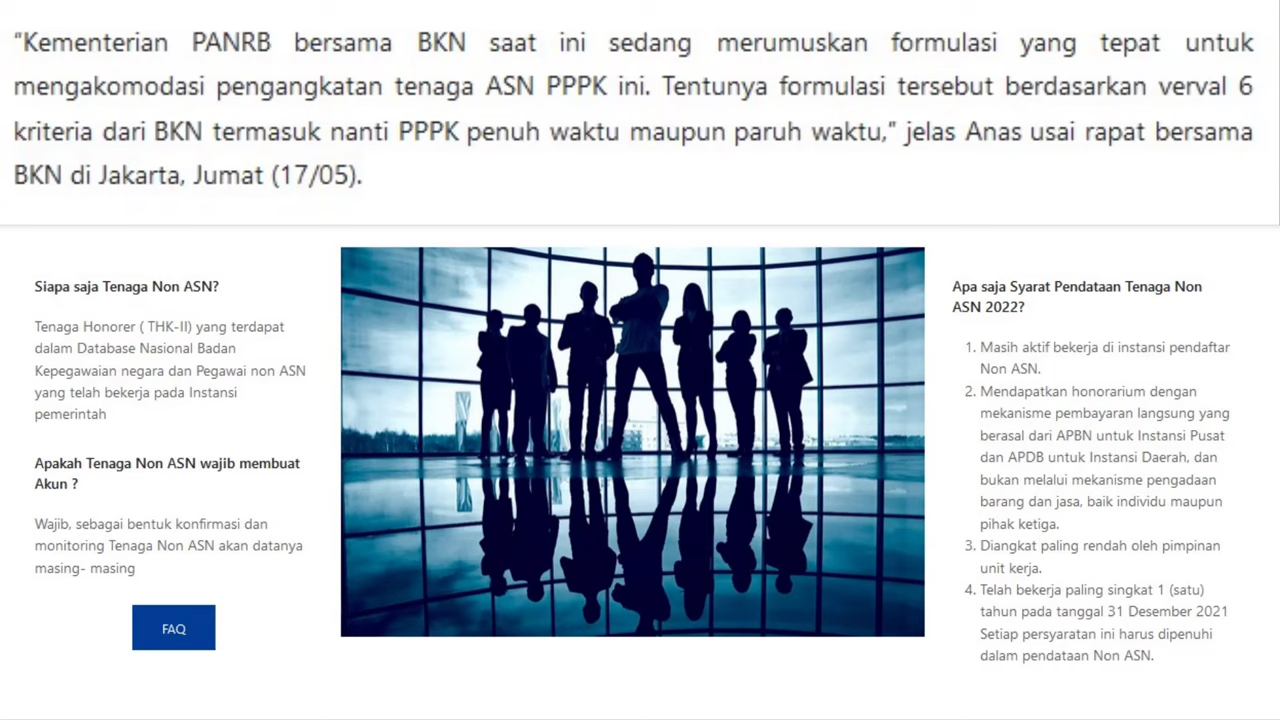 “Kementerian PANRB bersama BKN saat ini sedang merumuskan formulasi yang tepat untuk
mengakomodasi pengangkatan tenaga ASN PPPK ini. Tentunya formulasi tersebut berdasarkan verval 6
kriteria dari BKN termasuk nanti PPPK penuh waktu maupun paruh waktu,” jelas Anas usai rapat bersama
BKN di Jakarta, Jumat (17/05).
Siapa saja Tenaga Non ASN?
Tenaga Honorer ( THK-II) yang terdapat
dalam Database Nasional Badan
Kepegawaian negara dan Pegawai non ASN
yang telah bekerja pada Instansi
pemerintah
Apakah Tenaga Non ASN wajib membuat
Akun ?
Wajib, sebagai bentuk konfirmasi dan
monitoring Tenaga Non ASN akan datanya
masing- masing
FAQ
Apa saja Syarat Pendataan Tenaga Non
ASN 2022?
1. Masih aktif bekerja di instansi pendaftar
Non ASN.
2. Mendapatkan honorarium dengan
mekanisme pembayaran langsung yang
berasal dari APBN untuk Instansi Pusat
dan APDB untuk Instansi Daerah, dan
bukan melalui mekanisme pengadaan
barang dan jasa, baik individu maupun
pihak ketiga.
3. Diangkat paling rendah oleh pimpinan
unit kerja.
4. Telah bekerja paling singkat 1 (satu)
tahun pada tanggal 31 Desember 2021
Setiap persyaratan ini harus dipenuhi
dalam pendataan Non ASN.